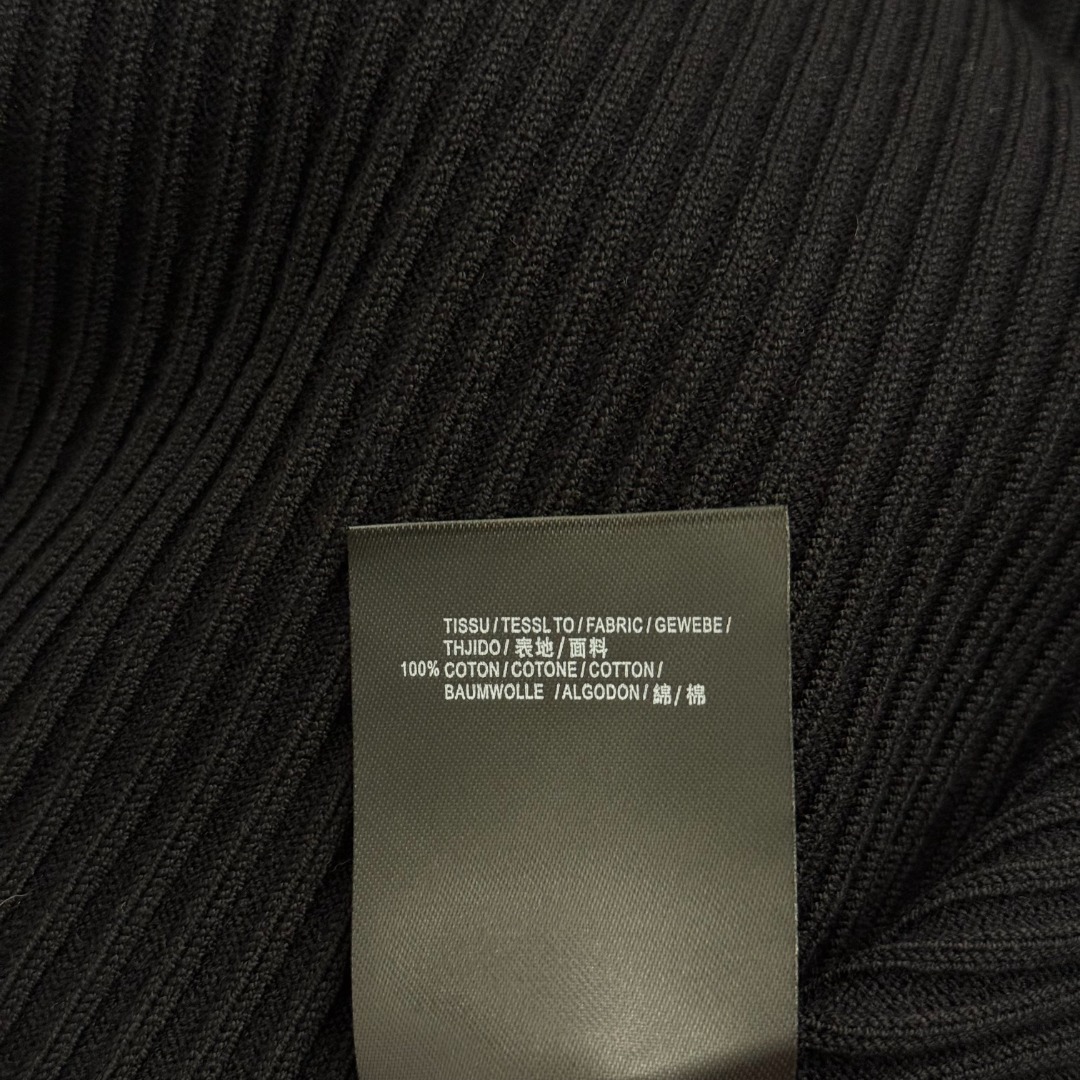 TISSU / TESSL TO / FABRIC / GEWEBE /
THJIDO / 表地 / 面料
100% COTON / COTONE / COTTON /
BAUMWOLLE / ALGODON / 綿 / 棉